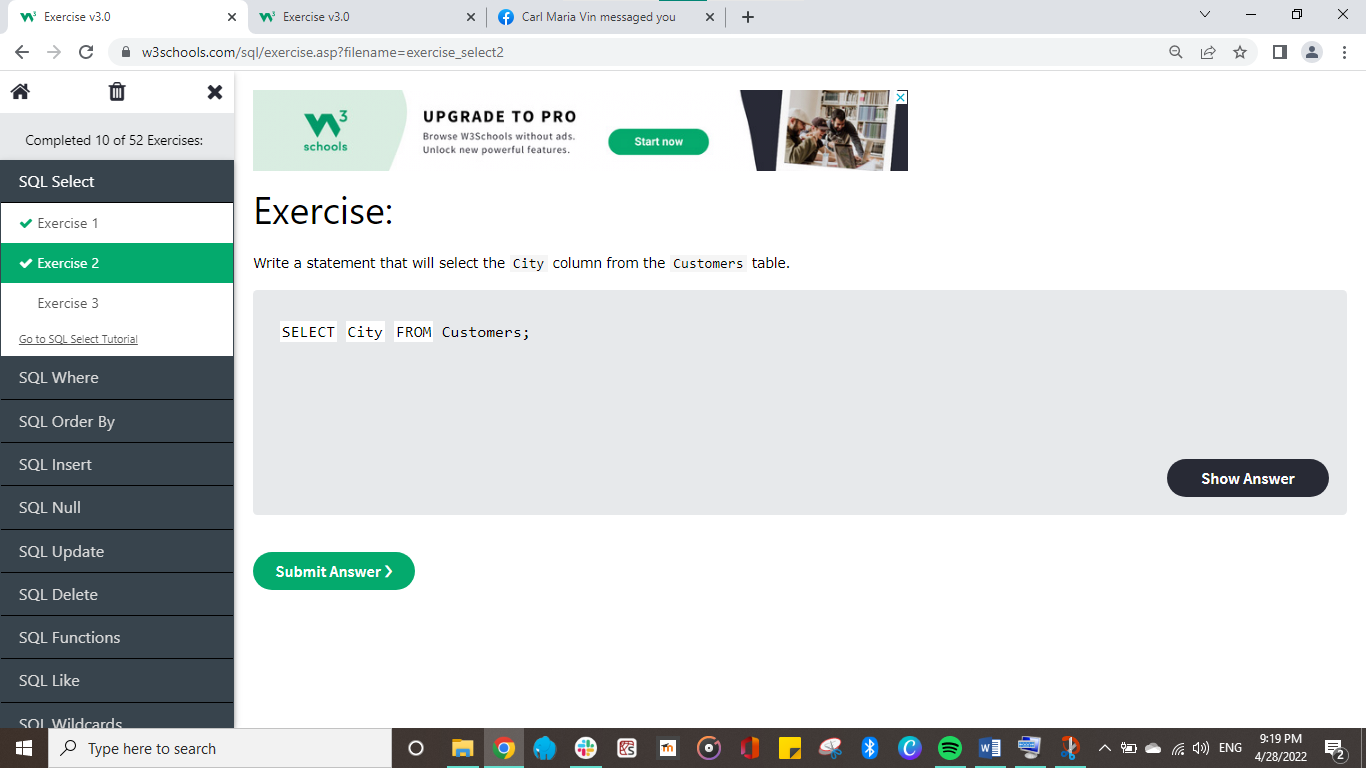 Exercise v3.0
Exercise v3.0
Carl Maria Vin messaged you
w3schools.com/sql/exercise.asp?filename=exercise_select2
Completed 10 of 52 Exercises:
SQL Select
Exercise 1
Exercise 2
Exercise 3
Go to SQL Select Tutorial
SQL Where
SQL Order By
SQL Insert
SQL Null
SQL Update
SQL Delete
SQL Functions
SQL Like
SQL Wildcards
W3
schools
UPGRADE TO PRO
Browse W3Schools without ads.
Unlock new powerful features.
Start now
Exercise:
Write a statement that will select the City column from the Customers table.
SELECT City FROM Customers;
Show Answer
Submit Answer ❯
Type here to search
ENG
9:19 PM
4/28/2022
2